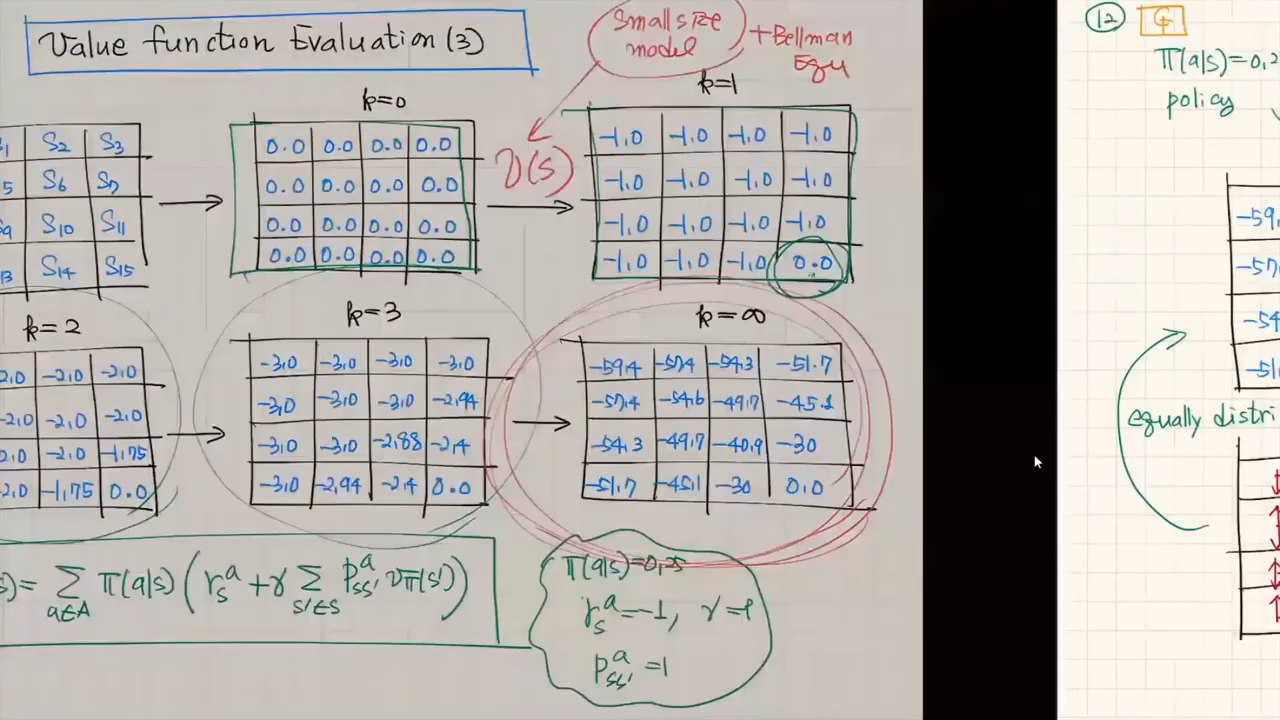 Value function Evaluation (3)
Small size
model
+ Bellman
Equ
k=0
k=1
S2 S3
S6 S7
S10 S11
S14 S15
0.0 0.0 0.0 0.0
0.0 0.0 0.0 0.0
0.0 0.0 0.0 0.0
0.0 0.0 0.0 0.0
V(s)
-1.0 -1.0 -1.0 -1.0
-1.0 -1.0 -1.0 -1.0
-1.0 -1.0 -1.0 -1.0
-1.0 -1.0 -1.0 0.0
k=2
k=3
k=∞
2.0 -2.0 -2.0
-2.0 -2.0 -2.0
2.0 -2.0 -1.75
-2.0 -1.75 0.0
-3.0 -3.0 -3.0 -3.0
-3.0 -3.0 -3.0 -2.94
-3.0 -3.0 -2.88 -2.4
-3.0 -2.94 -2.4 0.0
-59.4 -57.4 -54.3 -51.7
-57.4 -54.6 -49.7 -45.1
-54.3 -49.7 -40.9 -30
-51.7 -45.1 -30 0.0
s) = Σ π(a|s) (r_s^a + γ Σ P_ss'^a vπ(s'))
a∈A s'∈S
π(a|s)=0.25
r_s^a=-1, γ=1
P_ss'^a=1
12
π(a|s)=0.2
policy
-59.
-57.
-54
-51.
equally distri